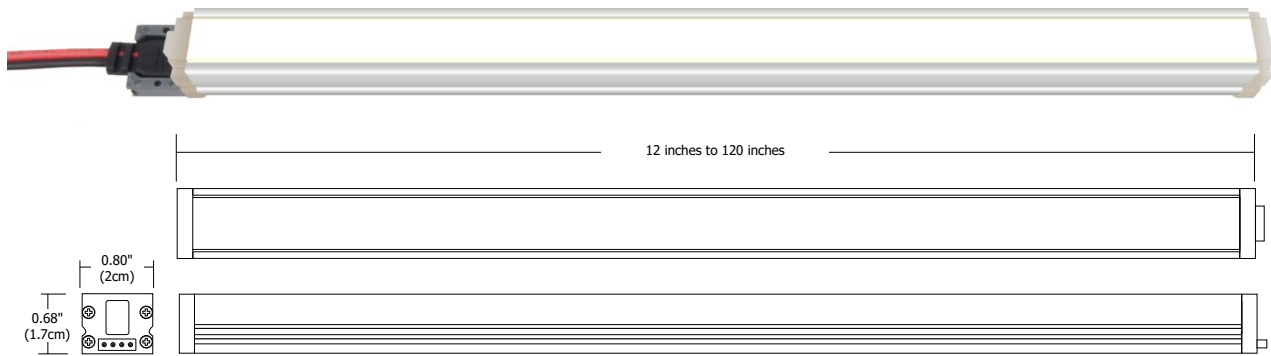 12 inches to 120 inches
0.80"
(2cm)
0.68"
(1.7cm)